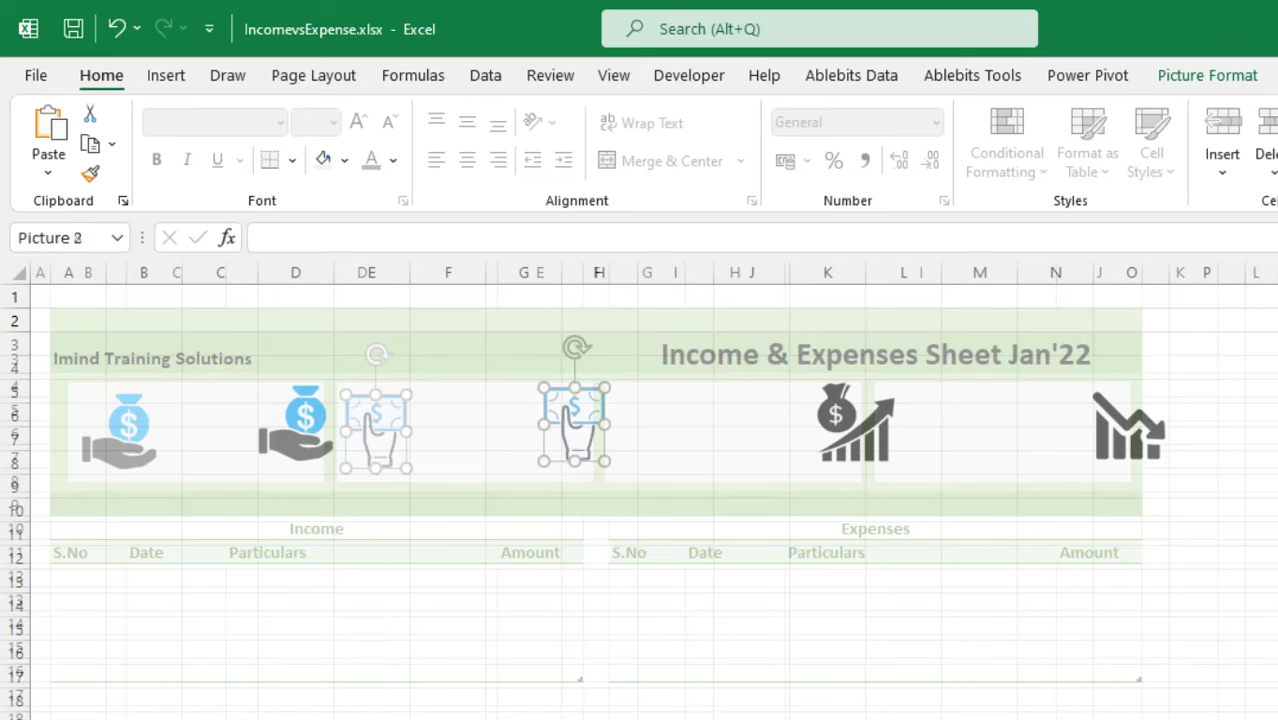 IncomevsExpense.xlsx - Excel
Search (Alt+Q)
File Home Insert Draw Page Layout Formulas Data Review View Developer Help Ablebits Data Ablebits Tools Power Pivot Picture Format
Paste
B I U A
A A
ab Wrap Text
Merge & Center
General
%
Conditional Formatting
Format as Table
Cell Styles
Insert
Clipboard Font Alignment Number Styles
Picture
fx
A A B B C C D D E F G E H G I H J K L I M N J O K P L
1
2
3
Imind Training Solutions
Income & Expenses Sheet Jan'22
Income Expenses
S.No Date Particulars Amount S.No Date Particulars Amount